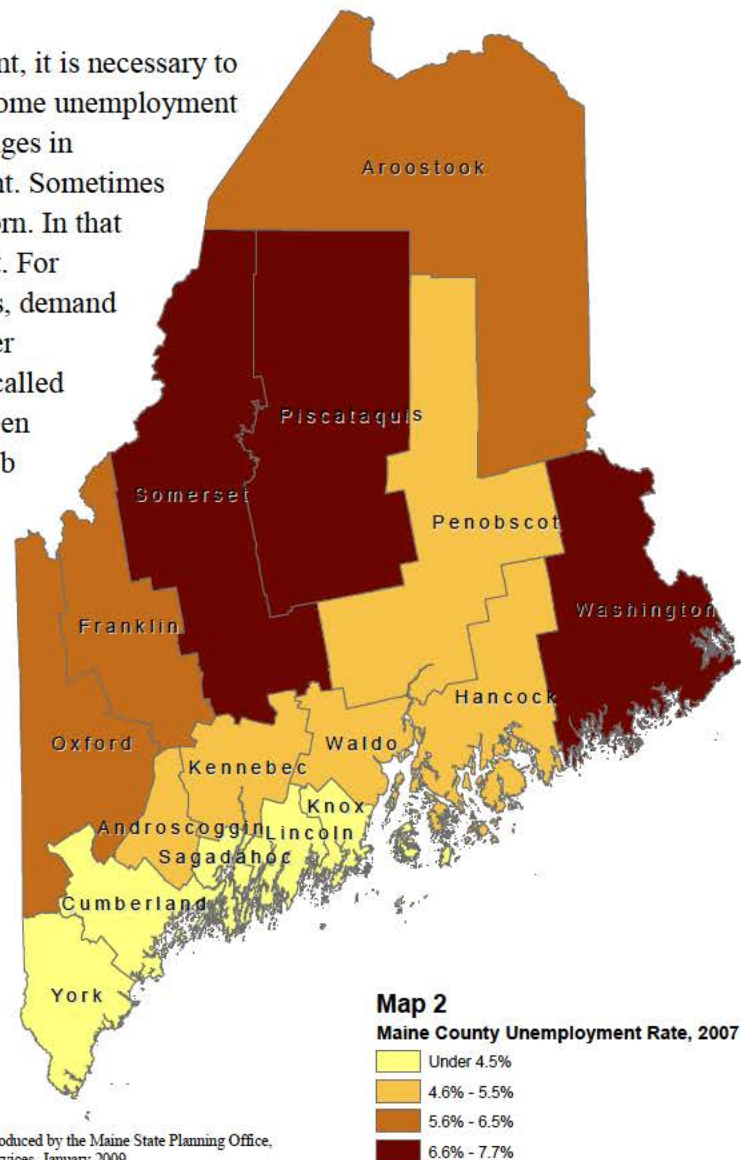 nt, it is necessary to
ome unemployment
ges in
nt. Sometimes
orn. In that
t. For
s, demand
er
called
een
b
Aroostook
Piscataquis
Somerset
Penobscot
Washington
Franklin
Hancock
Oxford
Waldo
Kennebec
Knox
Androscoggin
Lincoln
Sagadahoc
Cumberland
York
Map 2
Maine County Unemployment Rate, 2007
Under 4.5%
4.6% - 5.5%
5.6% - 6.5%
6.6% - 7.7%
oduced by the Maine State Planning Office,
rvices, January 2009